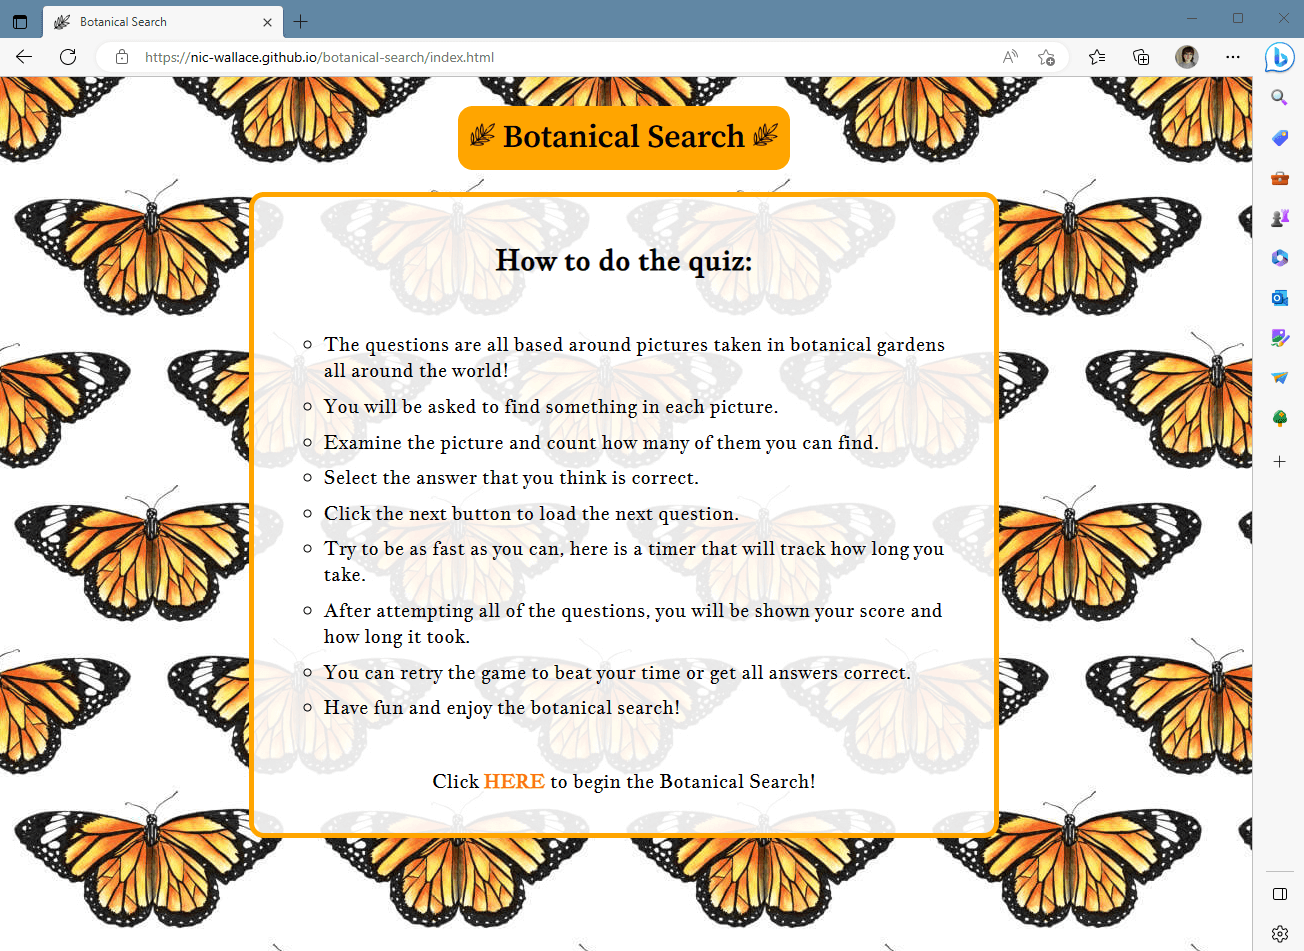 Botanical Search
https://nic-wallace.github.io/botanical-search/index.html
Botanical Search
How to do the quiz:
The questions are all based around pictures taken in botanical gardens
all around the world!
You will be asked to find something in each picture.
Examine the picture and count how many of them you can find.
Select the answer that you think is correct.
Click the next button to load the next question.
Try to be as fast as you can, here is a timer that will track how long you
take.
After attempting all of the questions, you will be shown your score and
how long it took.
You can retry the game to beat your time or get all answers correct.
Have fun and enjoy the botanical search!
Click HERE to begin the Botanical Search!